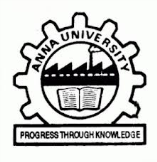 ANNA UNIVERSITY
PROGRESS THROUGH KNOWLEDGE